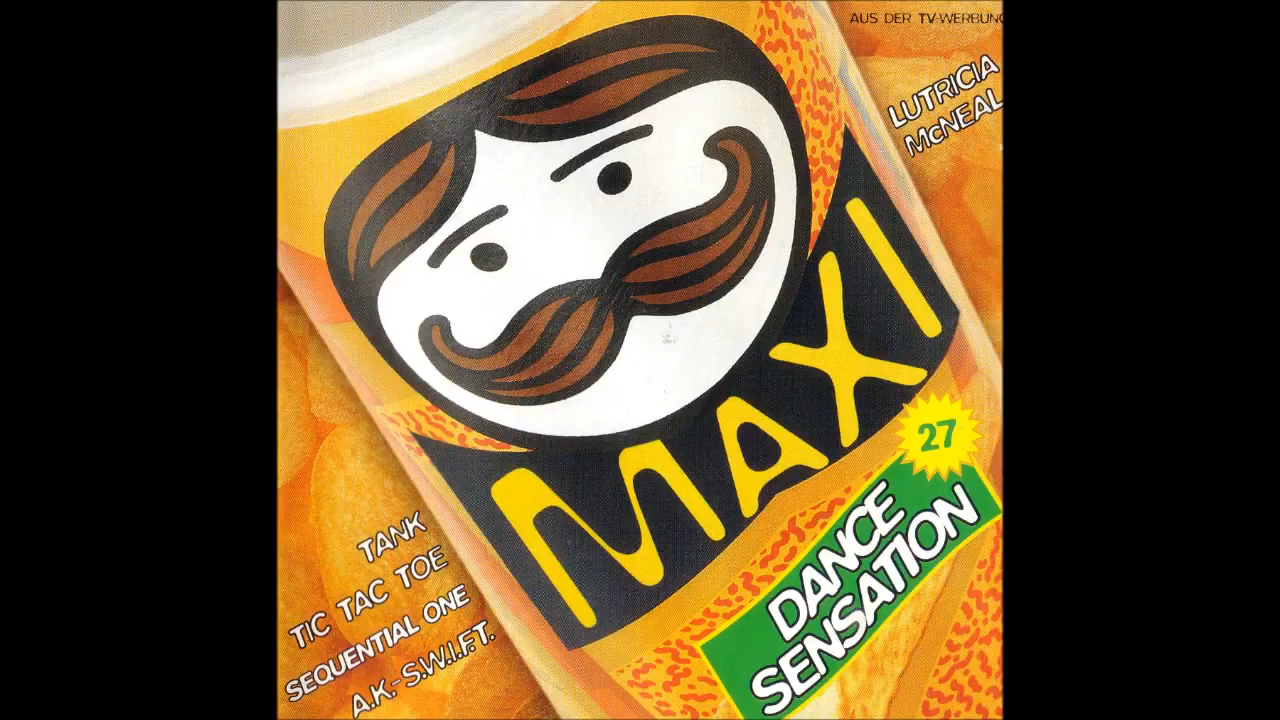 AUS DER TV-WERBUNG
LUTRICIA
McNEAL
MAXI
27
DANCE
SENSATION
TANK
TIC TAC TOE
SEQUENTIAL ONE
A.K.-S.W.I.F.T.